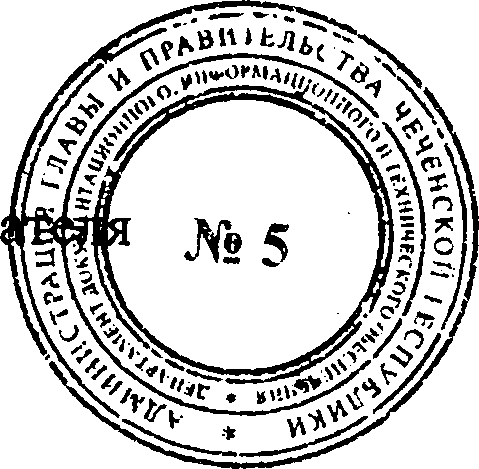 АДМИНИСТРАЦИЯ ГЛАВЫ И ПРАВИТЕЛЬСТВА ЧЕЧЕНСКОЙ РЕСПУБЛИКИ *
ДЕПАРТАМЕНТ ДОКУМЕНТАЦИОННОГО, ИНФОРМАЦИОННОГО И ТЕХНИЧЕСКОГО ОБЕСПЕЧЕНИЯ *
ателя
№ 5